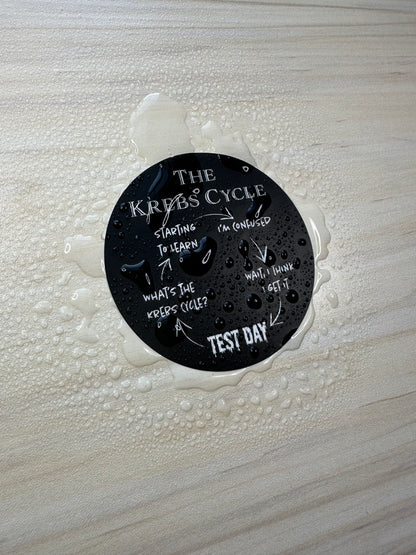 THE
KREBS CYCLE
STARTING
TO LEARN
I'M CONFUSED
WAIT, I THINK
I GET IT
TEST DAY
WHAT'S THE
KREBS CYCLE?